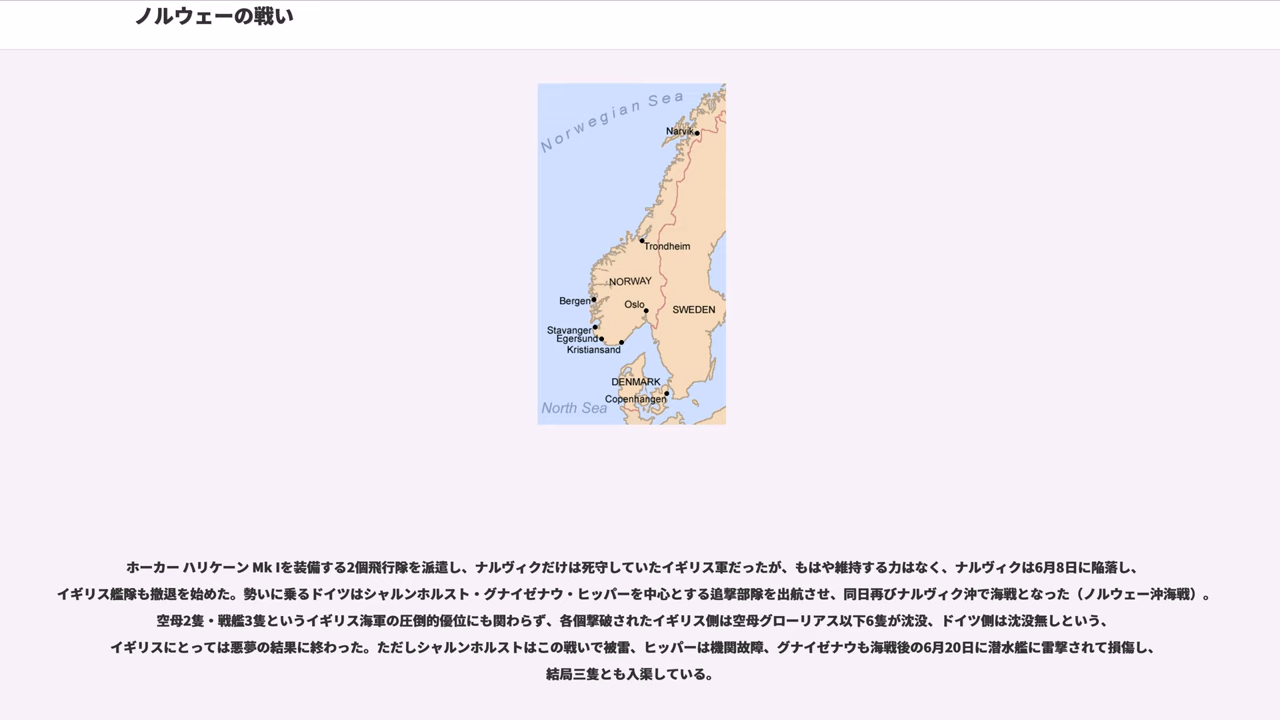 ノルウェーの戦い
Norwegian Sea
Narvik
Trondheim
NORWAY
Bergen
Oslo
SWEDEN
Stavanger
Egersund
Kristiansand
DENMARK
Copenhangen
North Sea
ホーカー ハリケーン Mk Iを装備する2個飛行隊を派遣し、ナルヴィクだけは死守していたイギリス軍だったが、もはや維持する力はなく、ナルヴィクは6月8日に陥落し、
イギリス艦隊も撤退を始めた。勢いに乗るドイツはシャルンホルスト・グナイゼナウ・ヒッパーを中心とする追撃部隊を出航させ、同日再びナルヴィク沖で海戦となった（ノルウェー沖海戦）。
空母2隻・戦艦3隻というイギリス海軍の圧倒的優位にも関わらず、各個撃破されたイギリス側は空母グローリアス以下6隻が沈没、ドイツ側は沈没無しという、
イギリスにとっては悪夢の結果に終わった。ただしシャルンホルストはこの戦いで被雷、ヒッパーは機関故障、グナイゼナウも海戦後の6月20日に潜水艦に雷撃されて損傷し、
結局三隻とも入渠している。